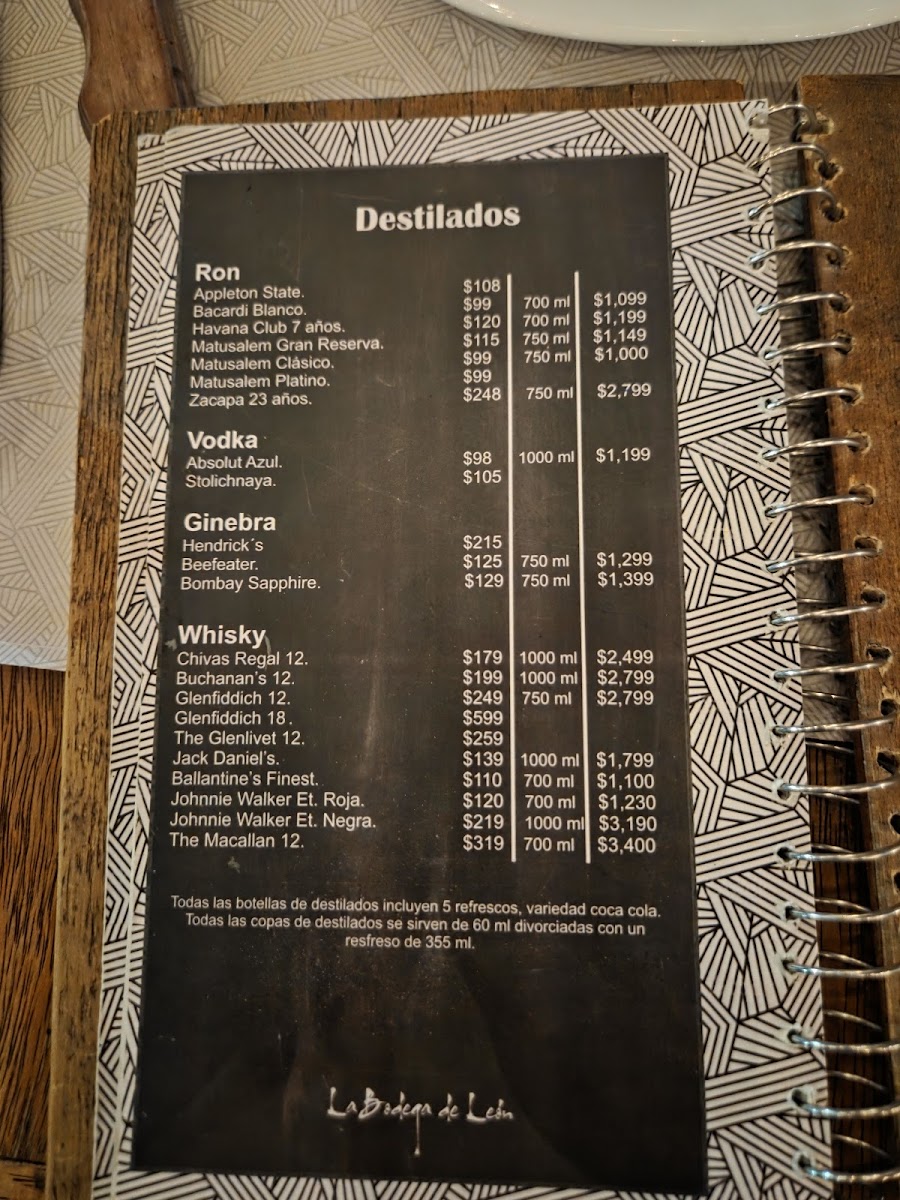 Destilados
Ron
Appleton State. $108
Bacardi Blanco. $99 700 ml $1,099
Havana Club 7 años. $120 700 ml $1,199
Matusalem Gran Reserva. $115 750 ml $1,149
Matusalem Clásico. $99 750 ml $1,000
Matusalem Platino. $99
Zacapa 23 años. $248 750 ml $2,799
Vodka
Absolut Azul. $98 1000 ml $1,199
Stolichnaya. $105
Ginebra
Hendrick´s $215
Beefeater. $125 750 ml $1,299
Bombay Sapphire. $129 750 ml $1,399
Whisky
Chivas Regal 12. $179 1000 ml $2,499
Buchanan's 12. $199 1000 ml $2,799
Glenfiddich 12. $249 750 ml $2,799
Glenfiddich 18. $599
The Glenlivet 12. $259
Jack Daniel's. $139 1000 ml $1,799
Ballantine's Finest. $110 700 ml $1,100
Johnnie Walker Et. Roja. $120 700 ml $1,230
Johnnie Walker Et. Negra. $219 1000 ml $3,190
The Macallan 12. $319 700 ml $3,400
Todas las botellas de destilados incluyen 5 refrescos, variedad coca cola.
Todas las copas de destilados se sirven de 60 ml divorciadas con un
resfreso de 355 ml.
La Bodega de León